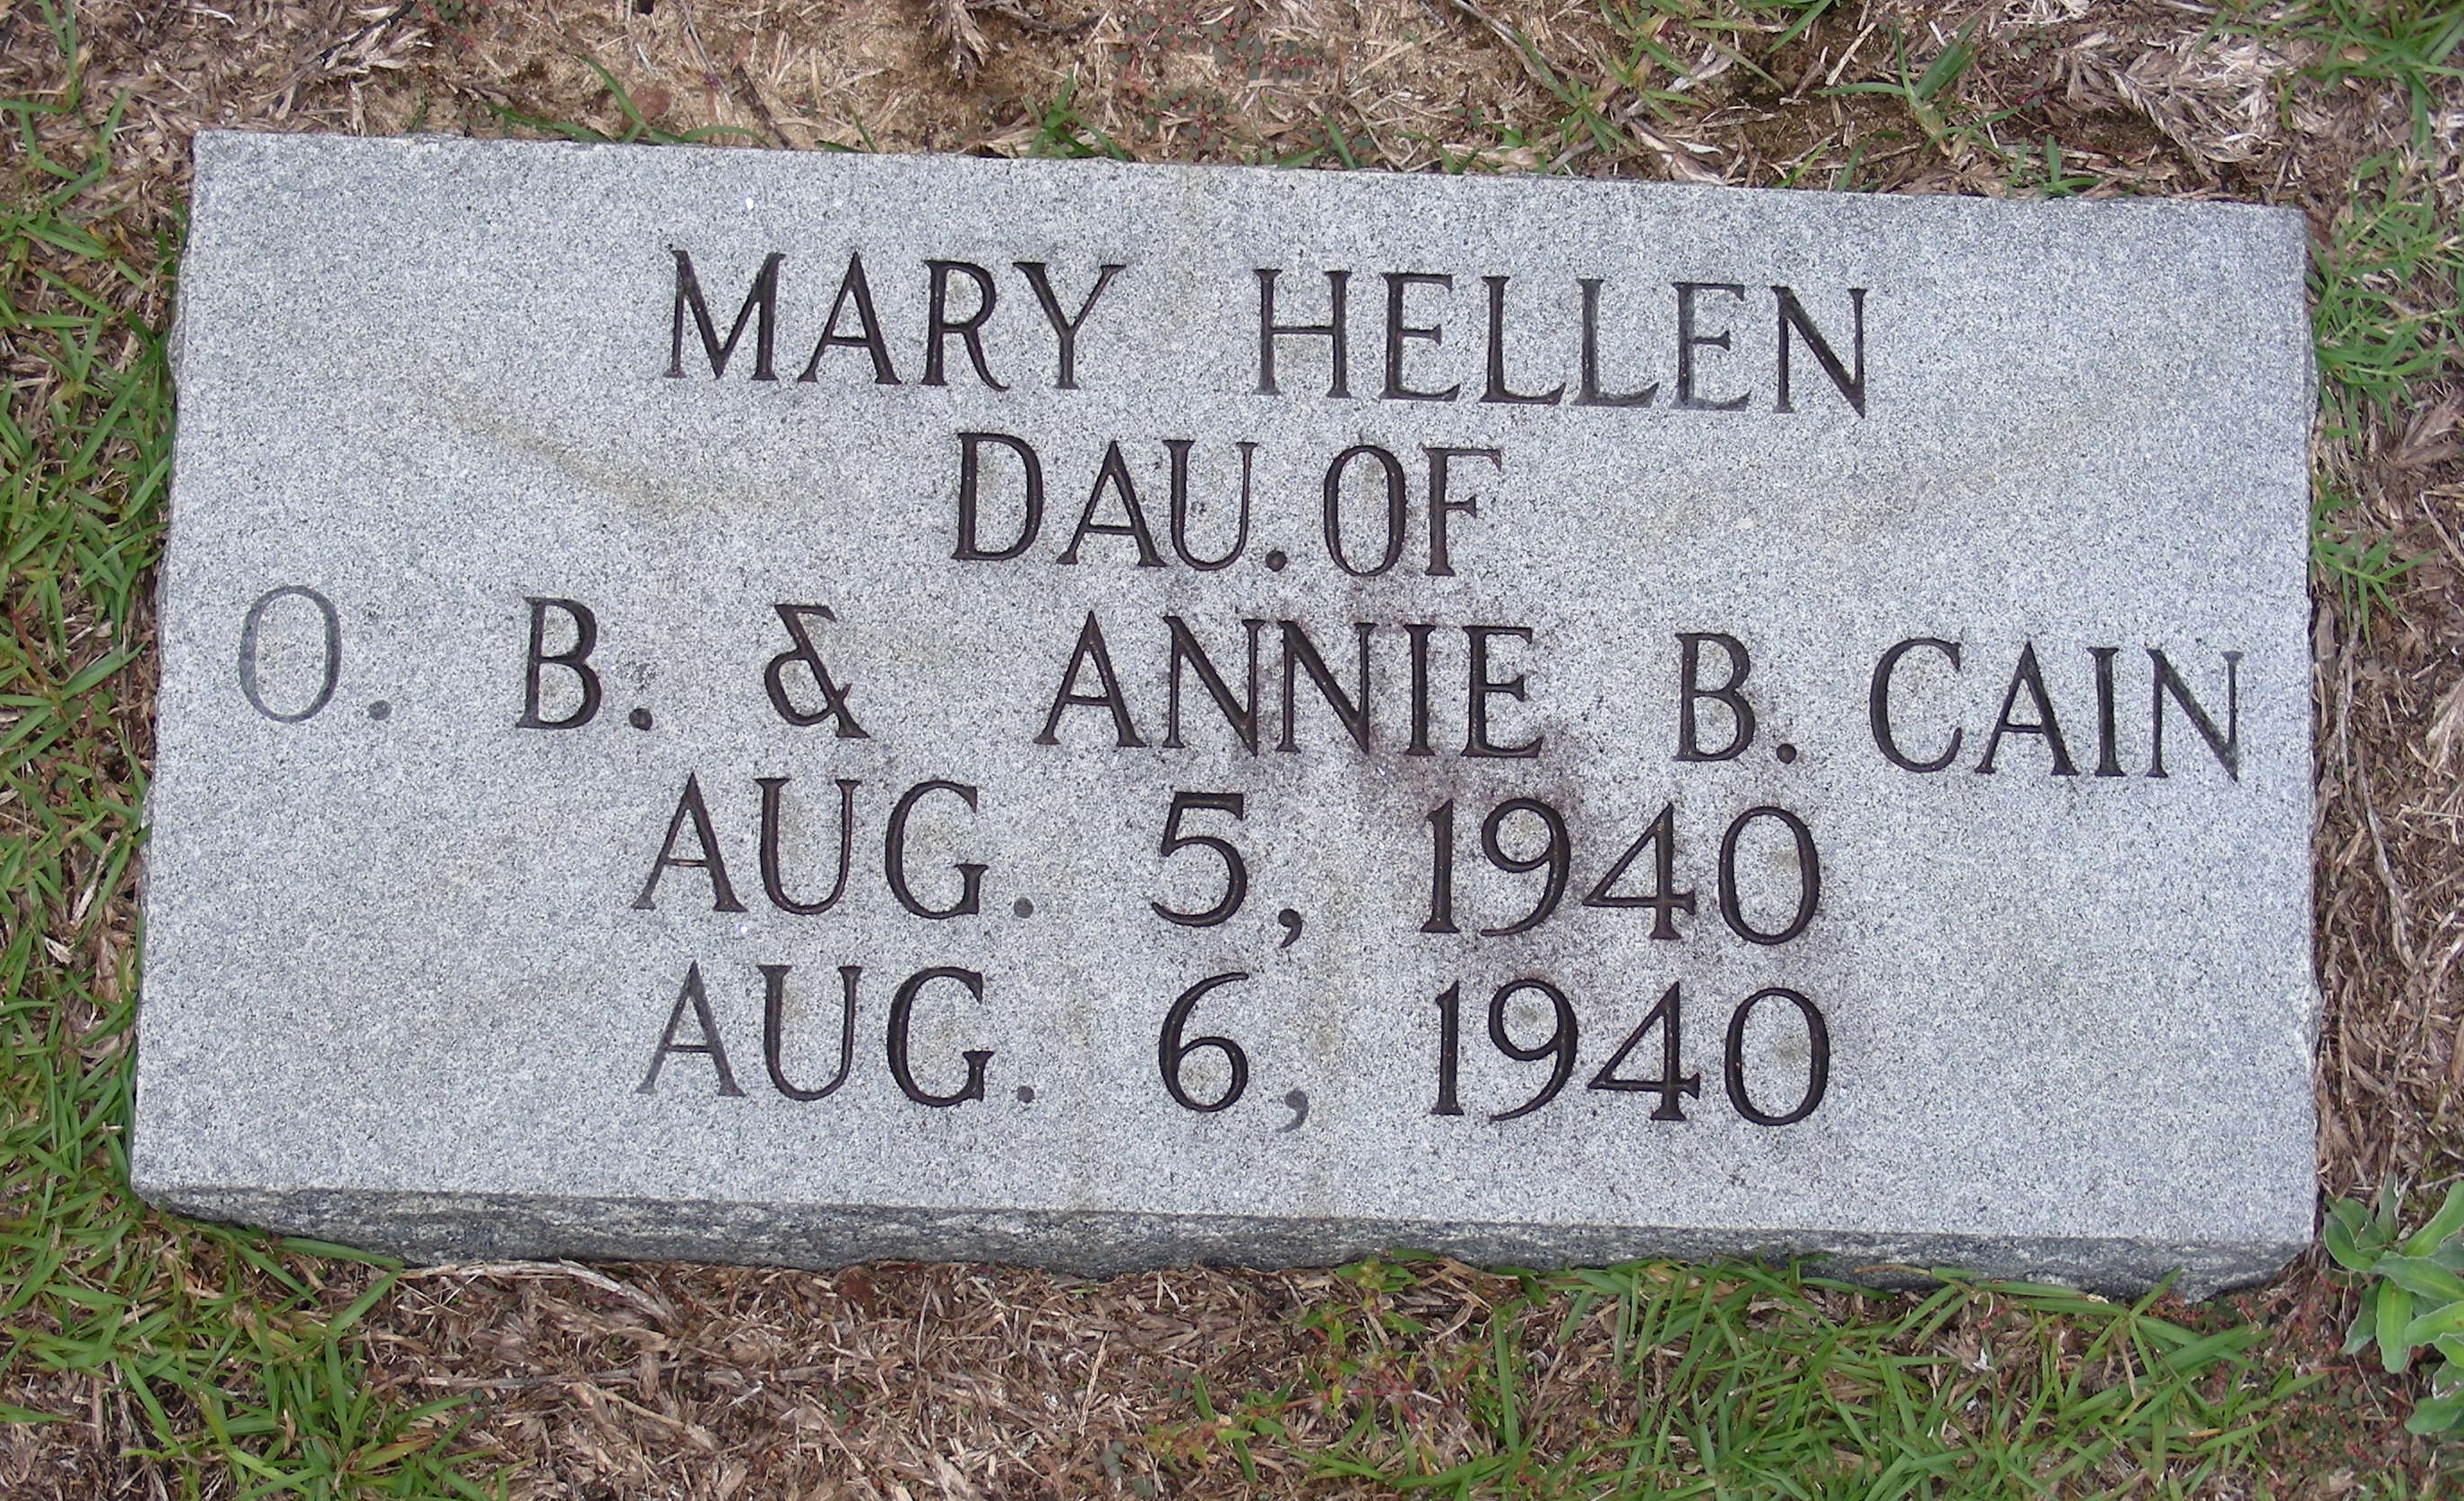 MARY HELLEN
DAU. OF
O. B. & ANNIE B. CAIN
AUG. 5, 1940
AUG. 6, 1940